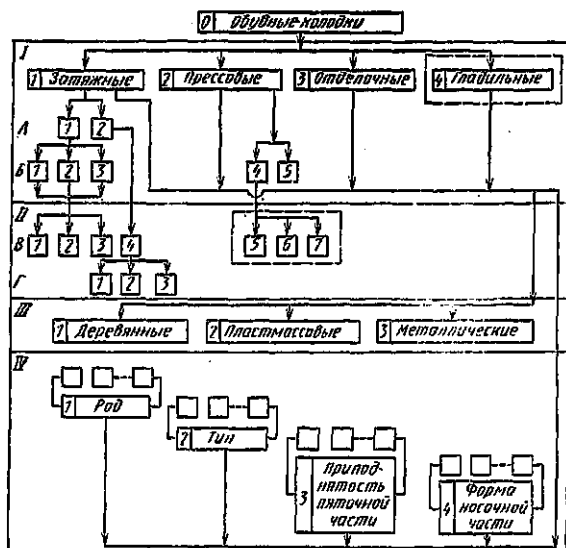 0 Обувные колодки
I
1 Затяжные 2 Прессовые 3 Отделочные 4 Гладильные
А 1 2
Б 1 2 3 4 5
II
В 1 2 3 4 5 6 7
Г 1 2 3
III
1 Деревянные 2 Пластмассовые 3 Металлические
IV
1 Род
2 Тип
3 Припод-
нятость
пяточной
части
4 Форма
носочной
части